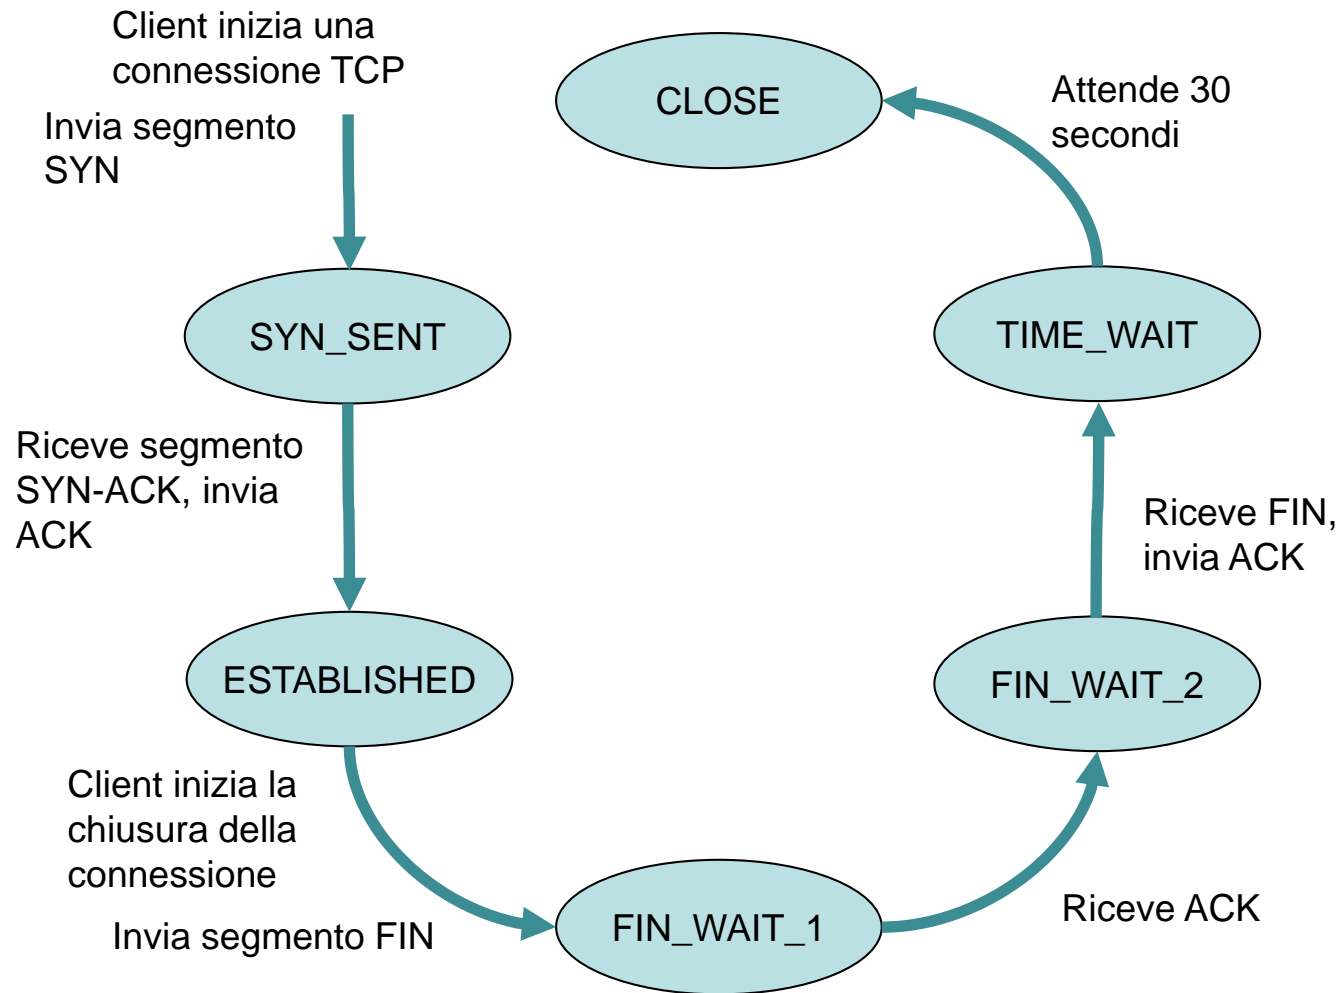 Client inizia una
connessione TCP
Invia segmento
SYN
SYN_SENT
Riceve segmento
SYN-ACK, invia
ACK
ESTABLISHED
Client inizia la
chiusura della
connessione
Invia segmento FIN
FIN_WAIT_1
Riceve ACK
FIN_WAIT_2
Riceve FIN,
invia ACK
TIME_WAIT
Attende 30
secondi
CLOSE